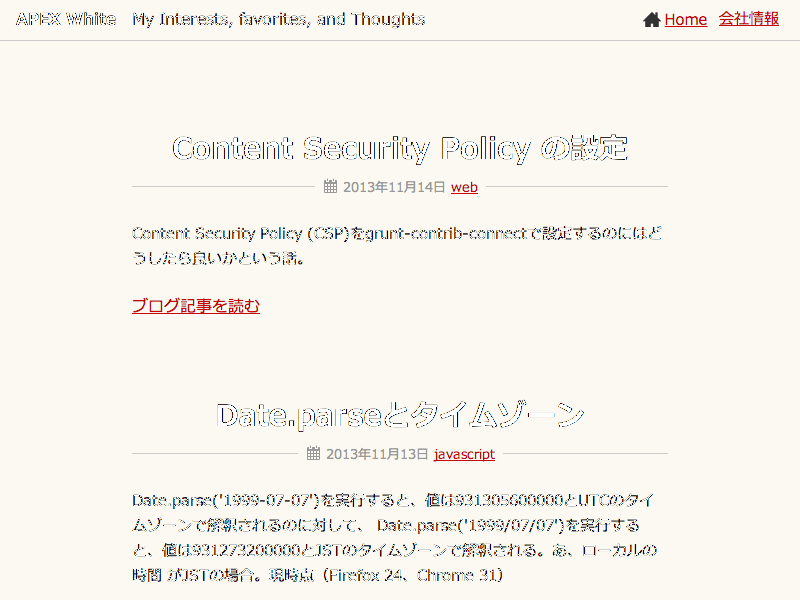 APEX White My Interests, favorites, and Thoughts Home 会社情報
Content Security Policy の設定
2013年11月14日 web
Content Security Policy (CSP)をgrunt-contrib-connectで設定するのにはど
うしたら良いかという話。
ブログ記事を読む
Date.parseとタイムゾーン
2013年11月13日 javascript
Date.parse('1999-07-07')を実行すると、値は931305600000とUTCのタイ
ムゾーンで解釈されるのに対して、 Date.parse('1999/07/07')を実行する
と、値は931273200000とJSTのタイムゾーンで解釈される。あ、ローカルの
時間 がJSTの場合。現時点（Firefox 24、Chrome 31）